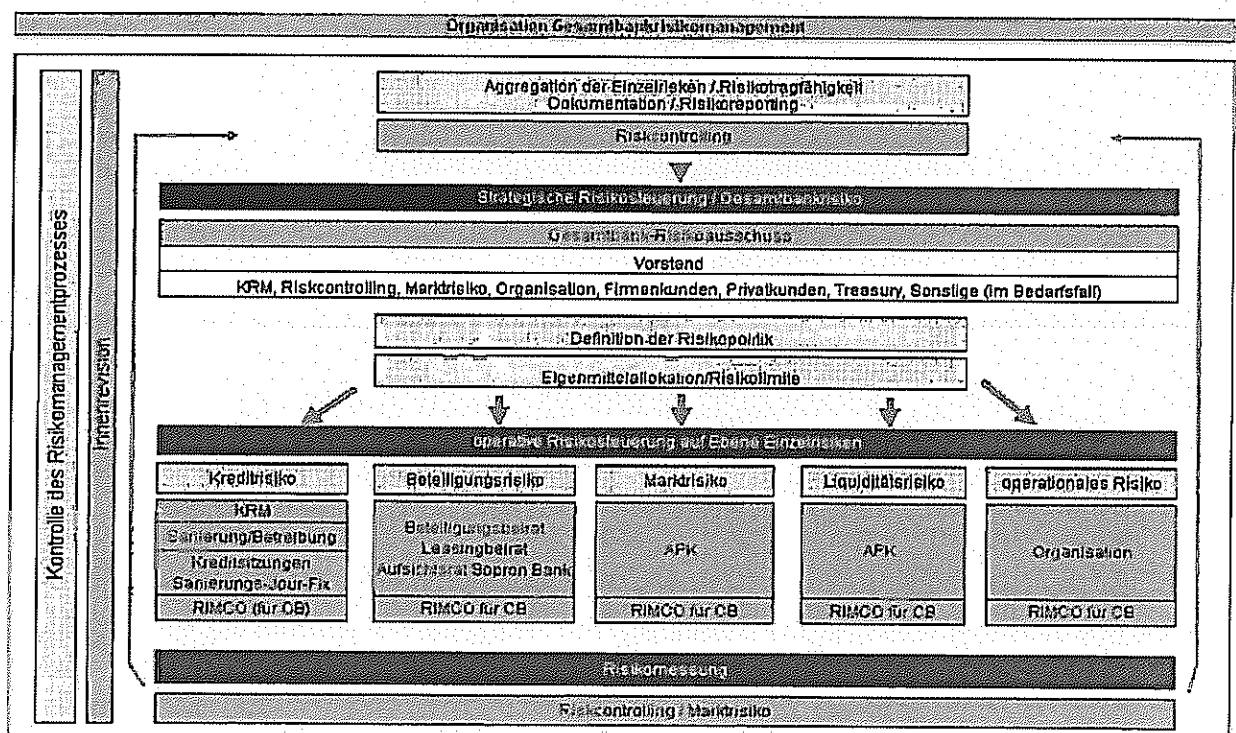 Organisation Gesamtbankrisikomanagement
Kontrolle des Risikomanagementprozesses
Innenrevision
Aggregation der Einzelrisken / Risikotragfähigkeit
Dokumentation / Risikoreporting
Riskcontrolling
Strategische Risikosteuerung / Gesamtbankrisiko
Gesamtbank-Risikoausschuss
Vorstand
KRM, Riskcontrolling, Marktrisiko, Organisation, Firmenkunden, Privatkunden, Treasury, Sonstige (im Bedarfsfall)
Definition der Risikopolitik
Eigenmittelallokation/Risikolimite
operative Risikosteuerung auf Ebene Einzelrisiken
Kreditrisiko
KRM
Sanierung/Betreibung
Kreditsitzungen
Sanierungs-Jour-Fix
RIMCO (für CB)
Beteiligungsrisiko
Beteiligungsbeirat
Leasingbeirat
Aufsichtsrat Sopron Bank
RIMCO für CB
Marktrisiko
APK
RIMCO für CB
Liquiditätsrisiko
APK
RIMCO für CB
operationales Risiko
Organisation
RIMCO für CB
Risikomessung
Riskcontrolling / Marktrisiko